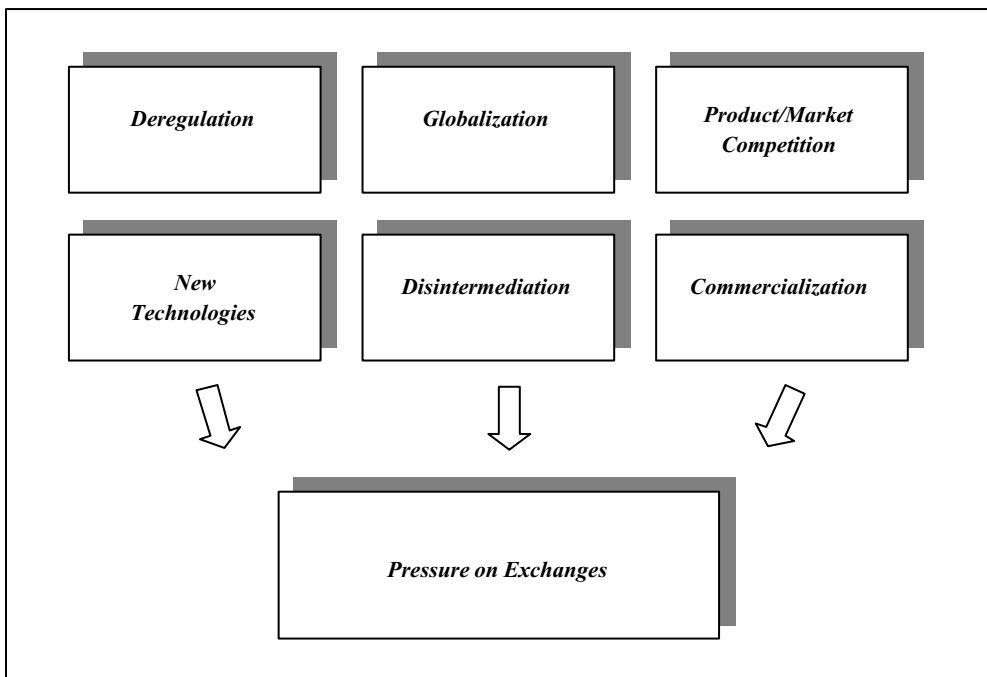 Deregulation
Globalization
Product/Market
Competition
New
Technologies
Disintermediation
Commercialization
Pressure on Exchanges